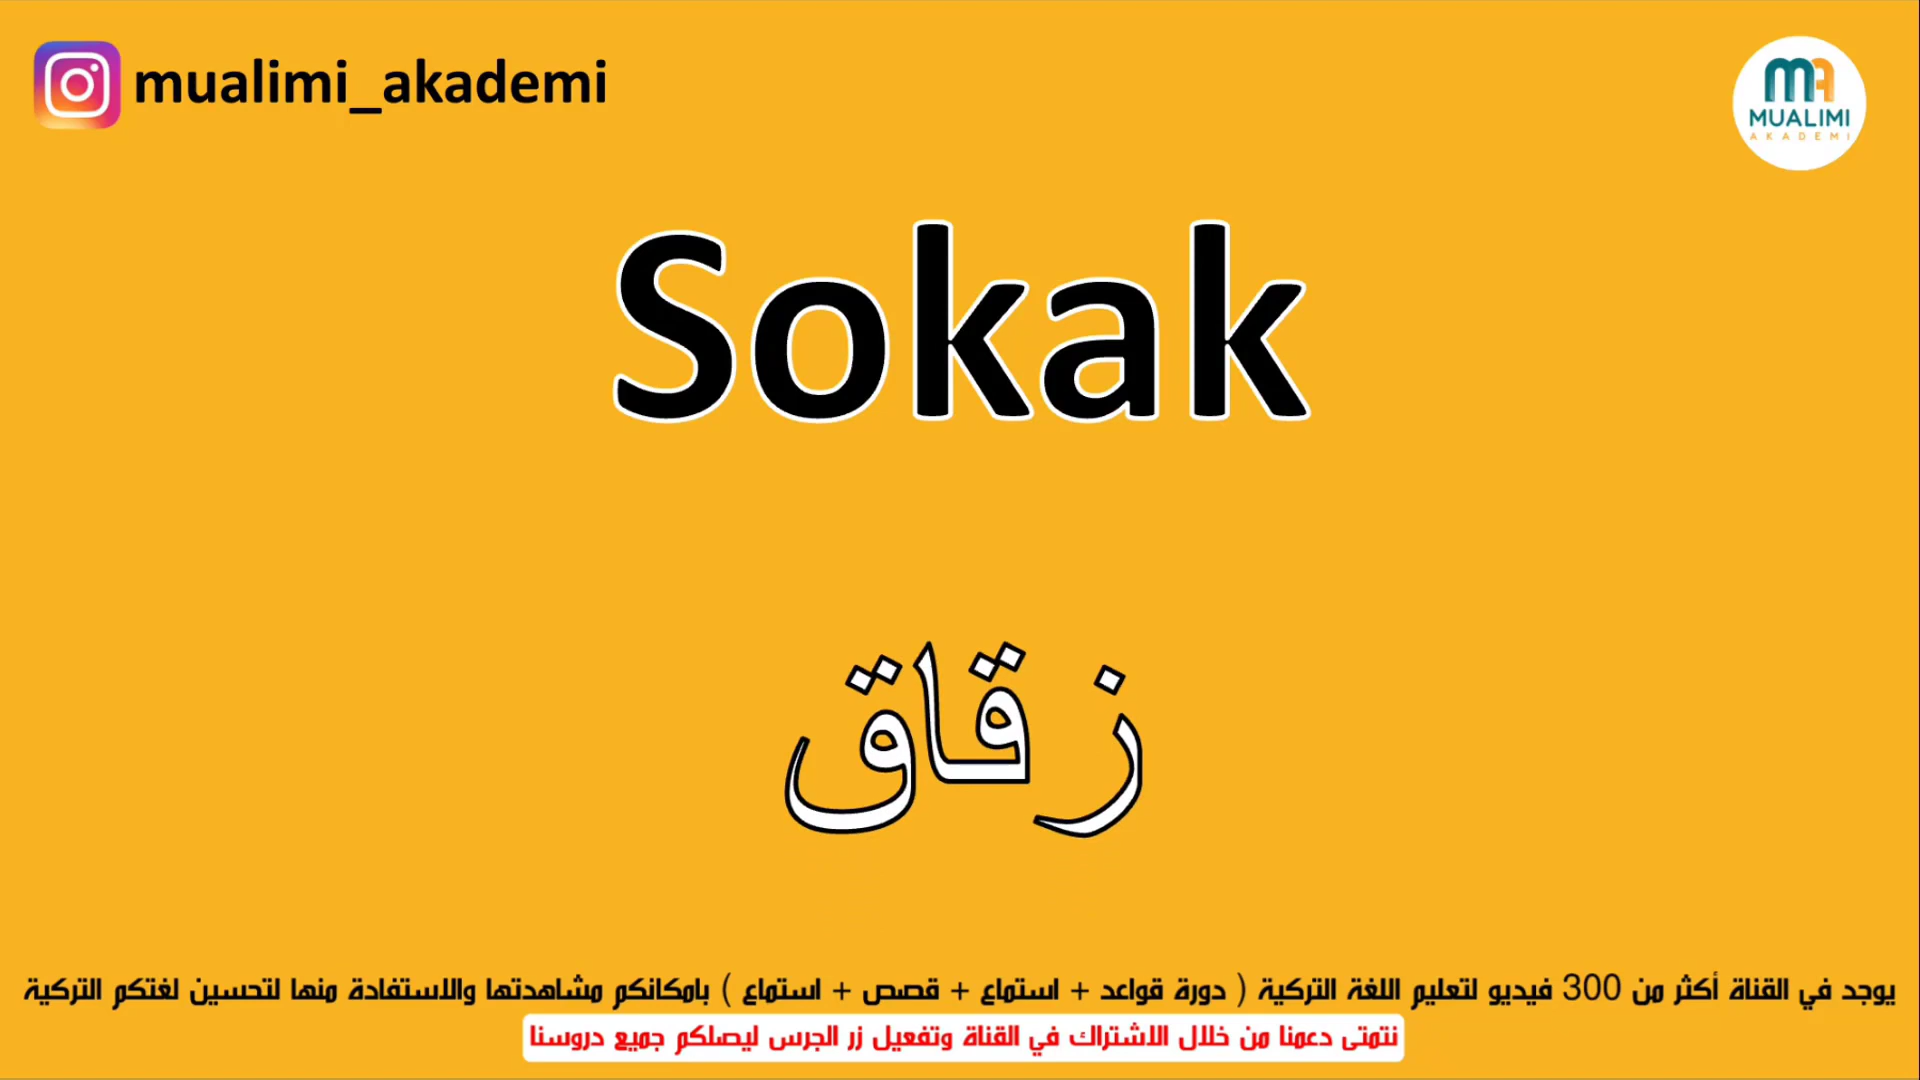 mualimi_akademi
MA
MUALIMI
AKADEMI
Sokak
زقاق
يوجد في القناة أكثر من 300 فيديو لتعليم اللغة التركية ( دورة قواعد + استماع + قصص + استماع ) بامكانكم مشاهدتها والاستفادة منها لتحسين لغتكم التركية
نتمنى دعمنا من خلال الاشتراك في القناة وتفعيل زر الجرس ليصلكم جميع دروسنا